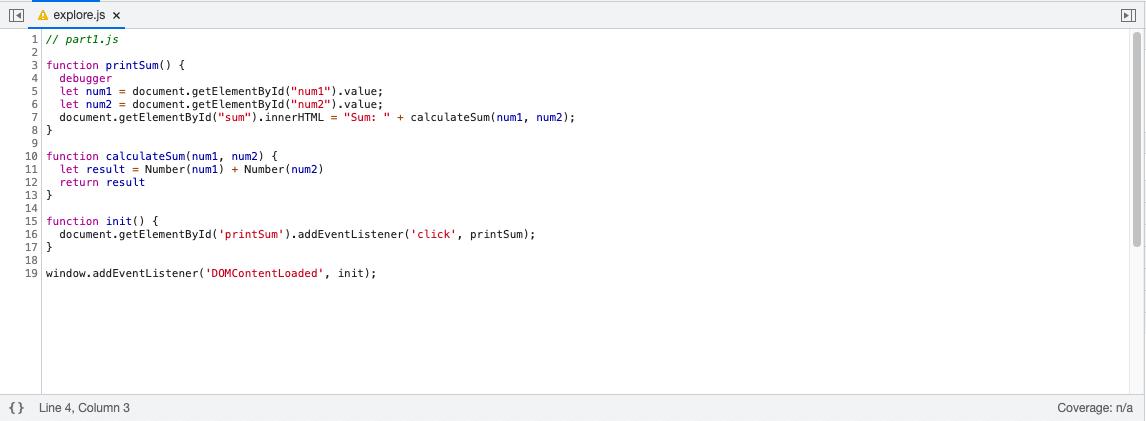 explore.js ×
1 // part1.js
2
3 function printSum() {
4   debugger
5   let num1 = document.getElementById("num1").value;
6   let num2 = document.getElementById("num2").value;
7   document.getElementById("sum").innerHTML = "Sum: " + calculateSum(num1, num2);
8 }
9
10 function calculateSum(num1, num2) {
11   let result = Number(num1) + Number(num2)
12   return result
13 }
14
15 function init() {
16   document.getElementById('printSum').addEventListener('click', printSum);
17 }
18
19 window.addEventListener('DOMContentLoaded', init);
{} Line 4, Column 3 Coverage: n/a